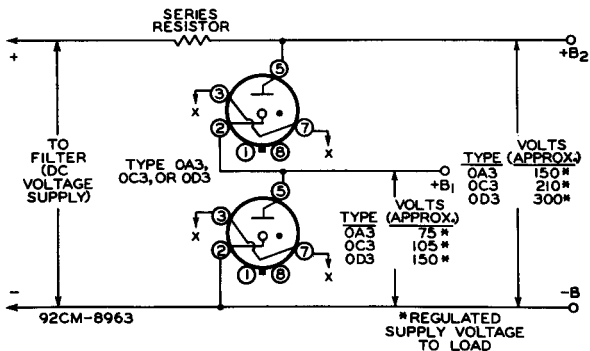 SERIES
RESISTOR
+
+B2
5
3
X
2
7
X
1
*
8
TO
FILTER
(DC
VOLTAGE
SUPPLY)
TYPE 0A3,
0C3, OR 0D3
VOLTS
TYPE (APPROX.)
0A3 150*
0C3 210*
0D3 300*
+B1
5
3
X
2
7
X
1
*
8
VOLTS
TYPE (APPROX.)
0A3 75*
0C3 105*
0D3 150*
-
-B
92CM-8963
*REGULATED
SUPPLY VOLTAGE
TO LOAD